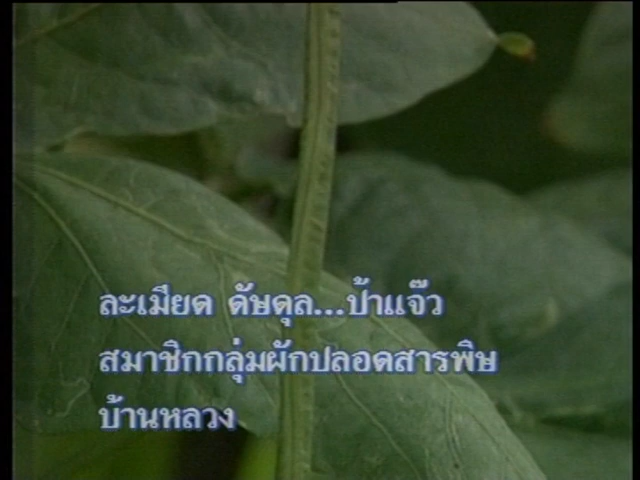 ละเมียด ดัษดุล...ป้าแจ๊ว
สมาชิกกลุ่มผักปลอดสารพิษ
บ้านหลวง